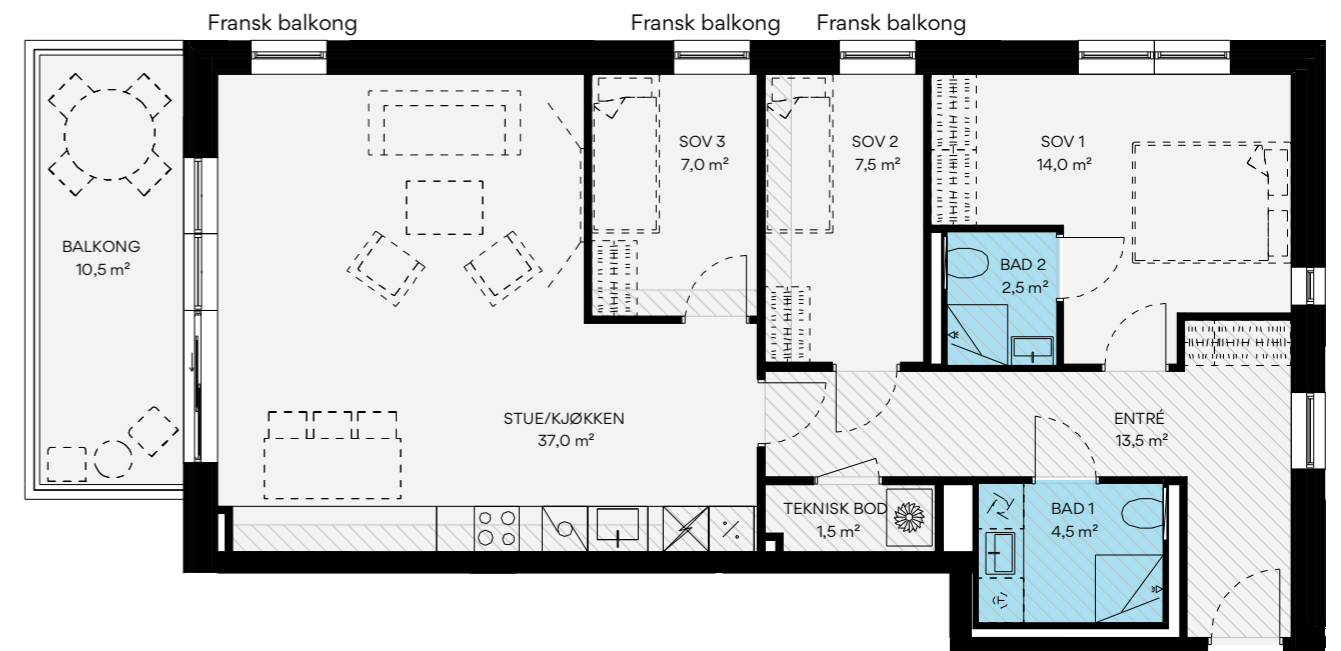 Fransk balkong
Fransk balkong
Fransk balkong
SOV 3
7,0 m²
SOV 2
7,5 m²
SOV 1
14,0 m²
BALKONG
10,5 m²
BAD 2
2,5 m²
STUE/KJØKKEN
37,0 m²
ENTRÉ
13,5 m²
TEKNISK BOD
1,5 m²
BAD 1
4,5 m²